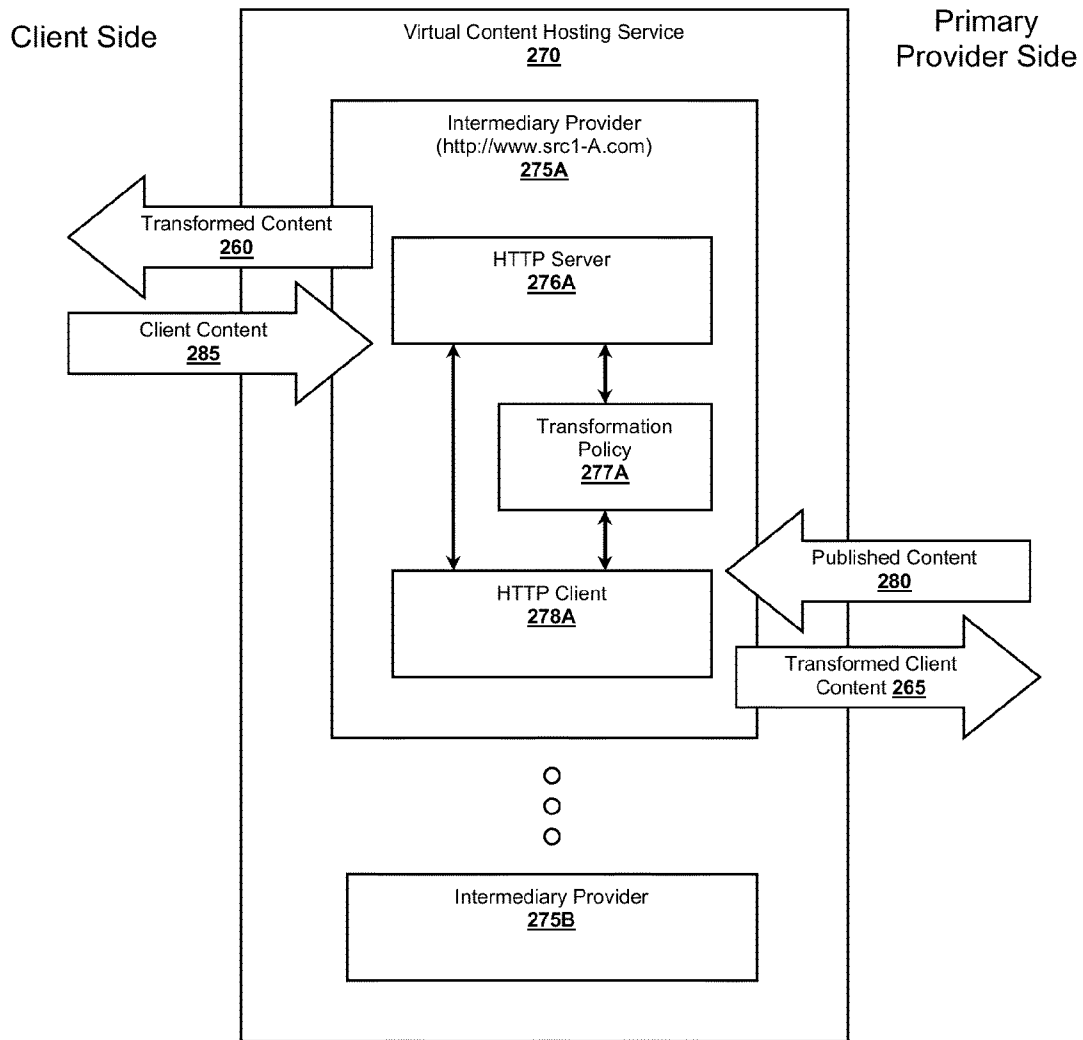 Client Side
Primary
Provider Side
Virtual Content Hosting Service
270
Intermediary Provider
(http://www.src1-A.com)
275A
Transformed Content
260
HTTP Server
276A
Client Content
285
Transformation
Policy
277A
Published Content
280
HTTP Client
278A
Transformed Client
Content 265
Intermediary Provider
275B